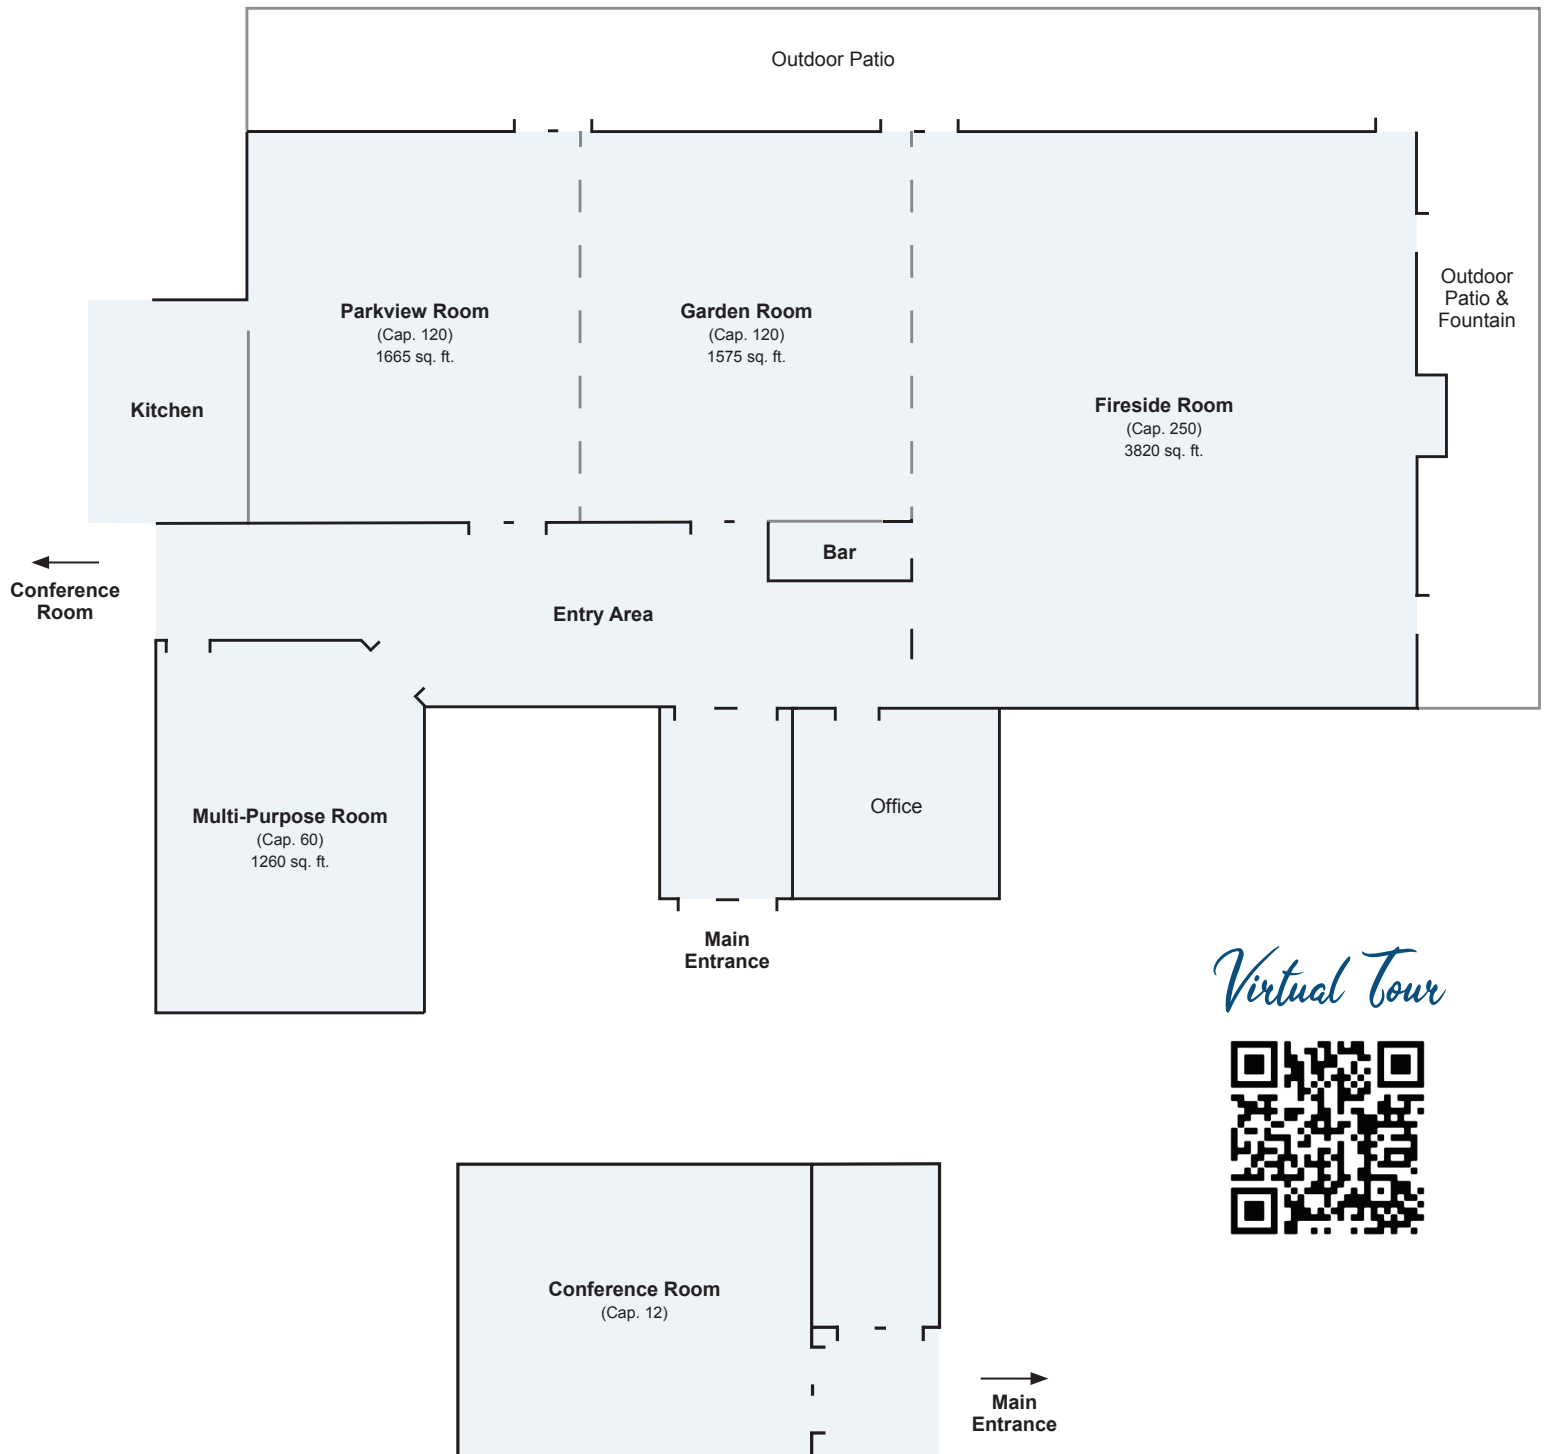 Outdoor Patio
Parkview Room
(Cap. 120)
1665 sq. ft.
Garden Room
(Cap. 120)
1575 sq. ft.
Outdoor
Patio &
Fountain
Kitchen
Fireside Room
(Cap. 250)
3820 sq. ft.
Bar
Conference
Room
Entry Area
Multi-Purpose Room
(Cap. 60)
1260 sq. ft.
Office
Main
Entrance
Virtual Tour
Conference Room
(Cap. 12)
Main
Entrance